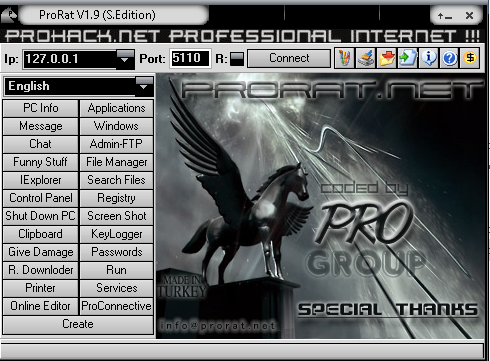 ProRat V1.9 (S.Edition)
PROHACK.NET PROFESSIONAL INTERNET !!!
Ip: 127.0.0.1 Port: 5110 R: Connect
English
PRORAT.NET
PC Info Applications
Message Windows
Chat Admin-FTP
Funny Stuff File Manager
IExplorer Search Files
Control Panel Registry
Shut Down PC Screen Shot
Clipboard KeyLogger
Give Damage Passwords
R. Downloder Run
Printer Services
Online Editor ProConnective
Create
coded by
PRO
GROUP
MADE IN
TURKEY
SPECIAL THANKS
info@prorat.net